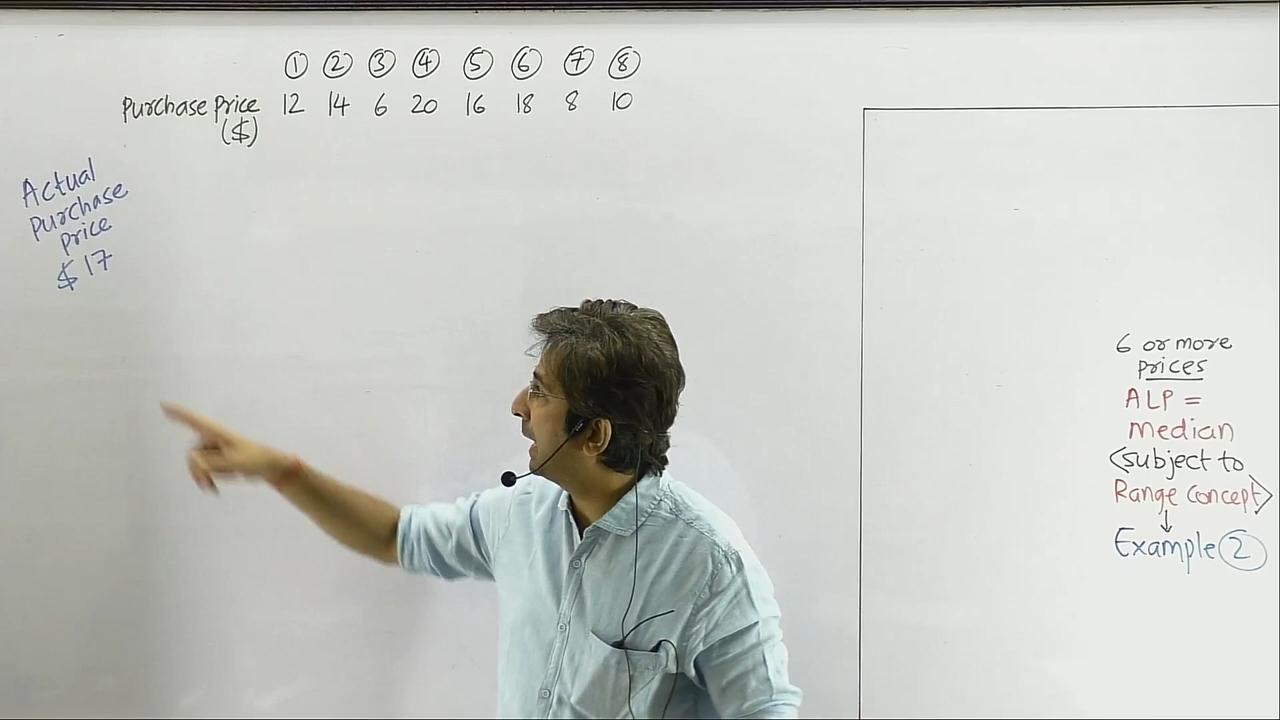 ① ② ③ ④ ⑤ ⑥ ⑦ ⑧
Purchase Price 12 14 6 20 16 18 8 10
($)
Actual
Purchase
Price
$ 17
6 or more
prices
ALP =
median
<subject to
Range concept>
↓
Example ②